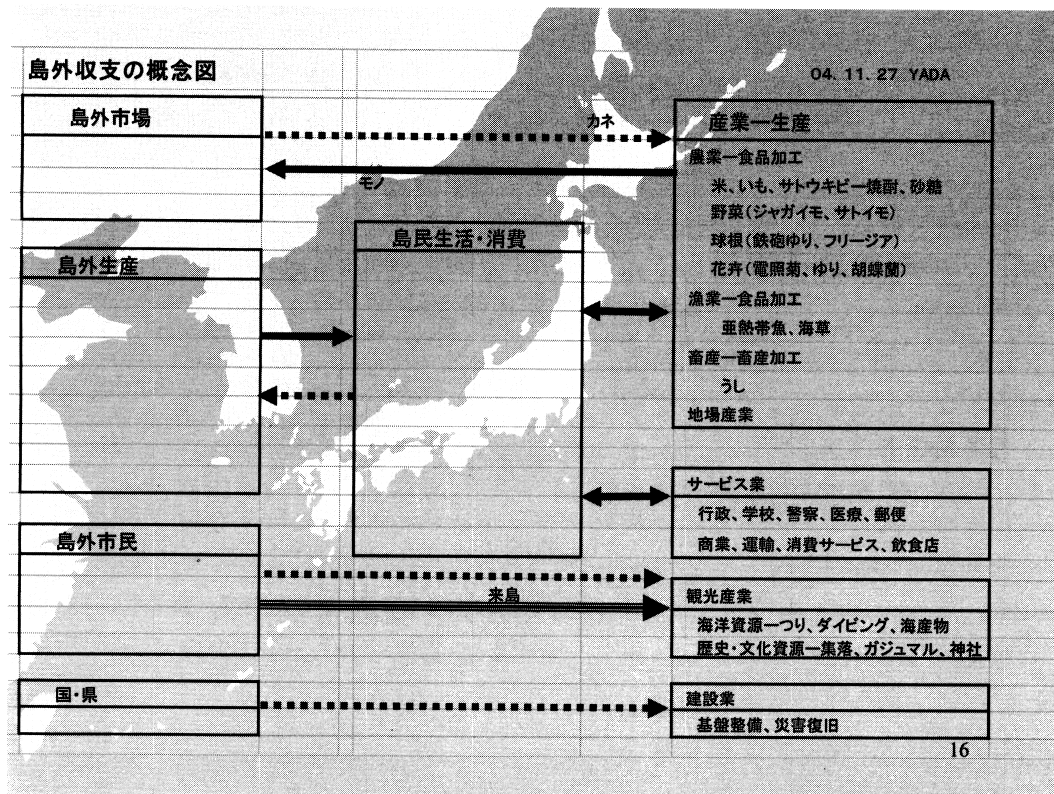 島外収支の概念図
04. 11. 27 YADA
島外市場
カネ
モノ
産業ー生産
農業ー食品加工
米、いも、サトウキビー焼酎、砂糖
野菜(ジャガイモ、サトイモ)
球根(鉄砲ゆり、フリージア)
花卉(電照菊、ゆり、胡蝶蘭)
漁業ー食品加工
亜熱帯魚、海草
畜産ー畜産加工
うし
地場産業
島外生産
島民生活・消費
サービス業
行政、学校、警察、医療、郵便
商業、運輸、消費サービス、飲食店
島外市民
来島
観光産業
海洋資源ーつり、ダイビング、海産物
歴史・文化資源ー集落、ガジュマル、神社
国・県
建設業
基盤整備、災害復旧
16